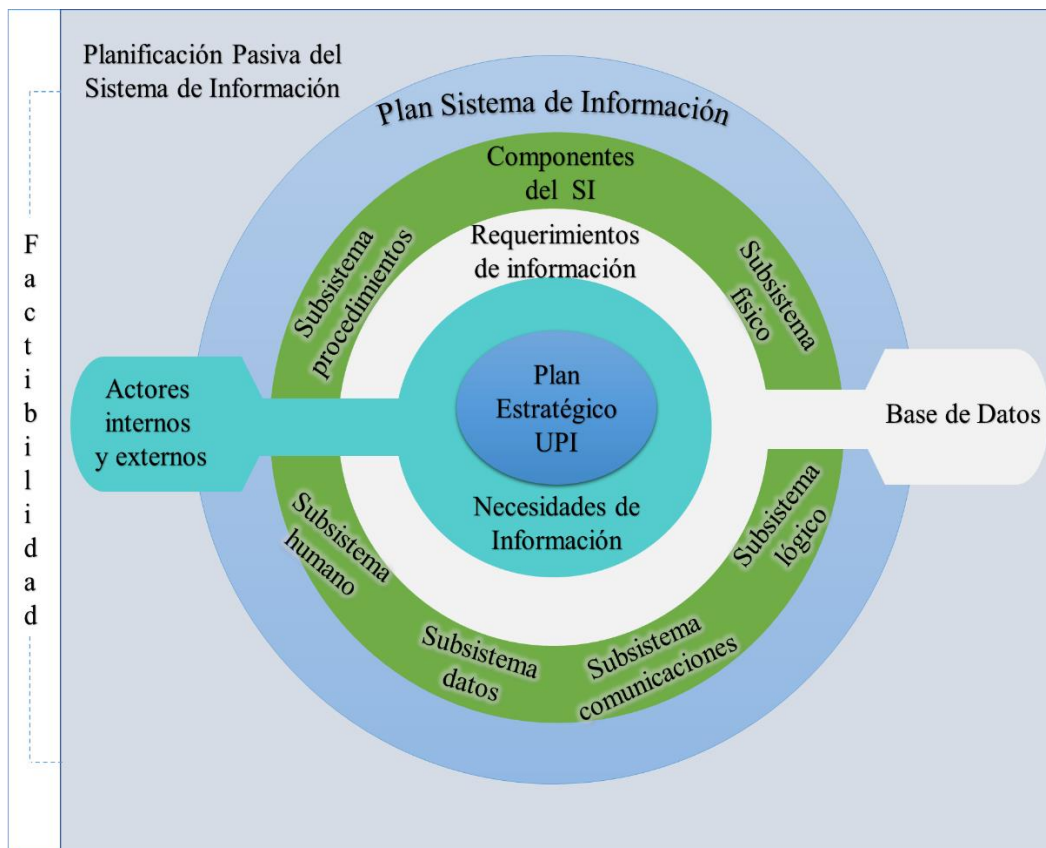 Planificación Pasiva del
Sistema de Información
Factibilidad
Plan Sistema de Información
Componentes
del SI
Requerimientos
de información
Subsistema
procedimientos
Subsistema
físico
Actores
internos
y externos
Plan
Estratégico
UPI
Base de Datos
Necesidades de
Información
Subsistema
humano
Subsistema
lógico
Subsistema
datos
Subsistema
comunicaciones